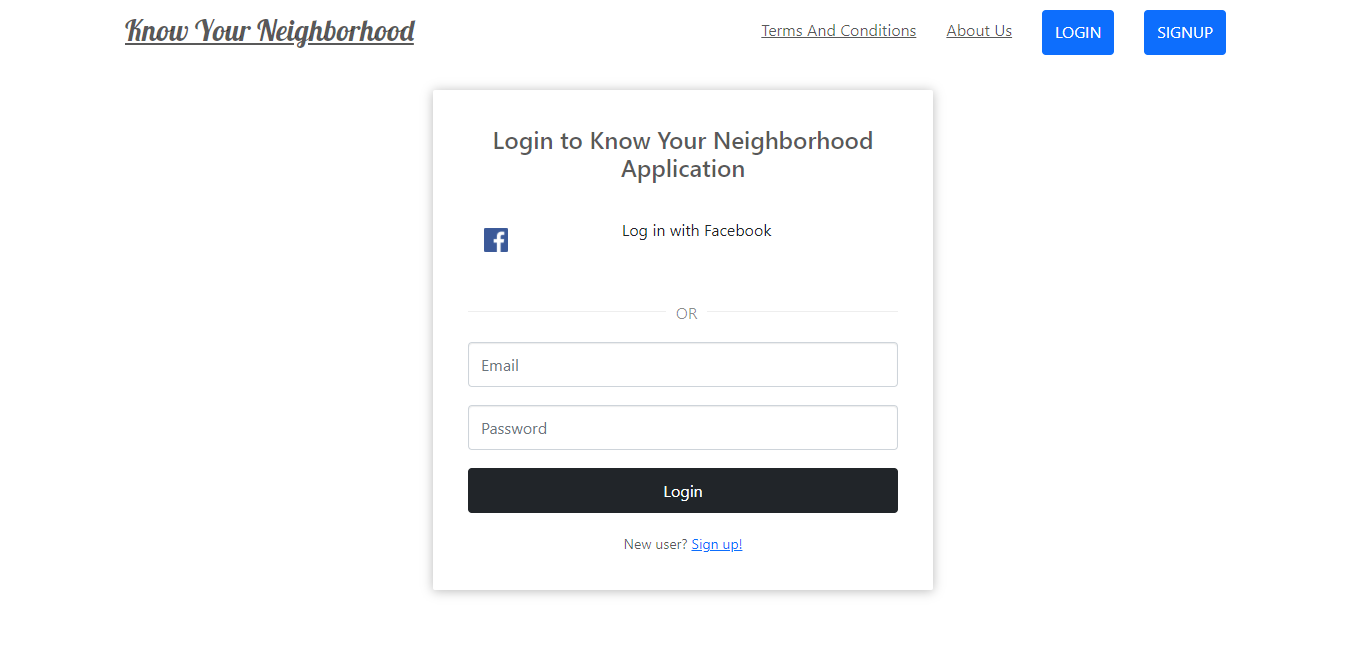 Know Your Neighborhood
Terms And Conditions
About Us
LOGIN
SIGNUP
Login to Know Your Neighborhood
Application
Log in with Facebook
OR
Email
Password
Login
New user? Sign up!